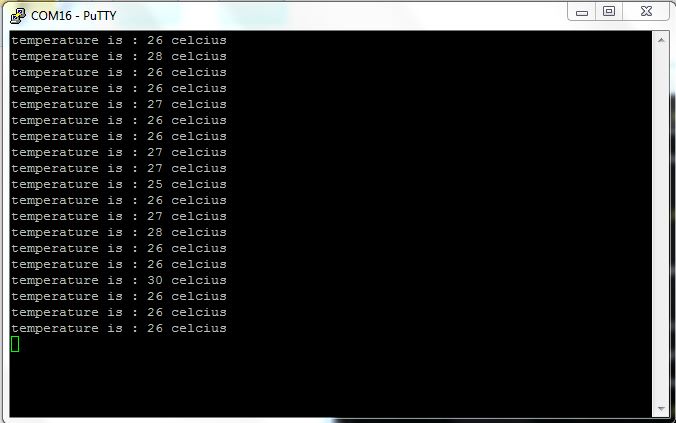 COM16 - PuTTY
temperature is : 26 celcius
temperature is : 28 celcius
temperature is : 26 celcius
temperature is : 26 celcius
temperature is : 27 celcius
temperature is : 26 celcius
temperature is : 26 celcius
temperature is : 27 celcius
temperature is : 27 celcius
temperature is : 25 celcius
temperature is : 26 celcius
temperature is : 27 celcius
temperature is : 28 celcius
temperature is : 26 celcius
temperature is : 26 celcius
temperature is : 30 celcius
temperature is : 26 celcius
temperature is : 26 celcius
temperature is : 26 celcius